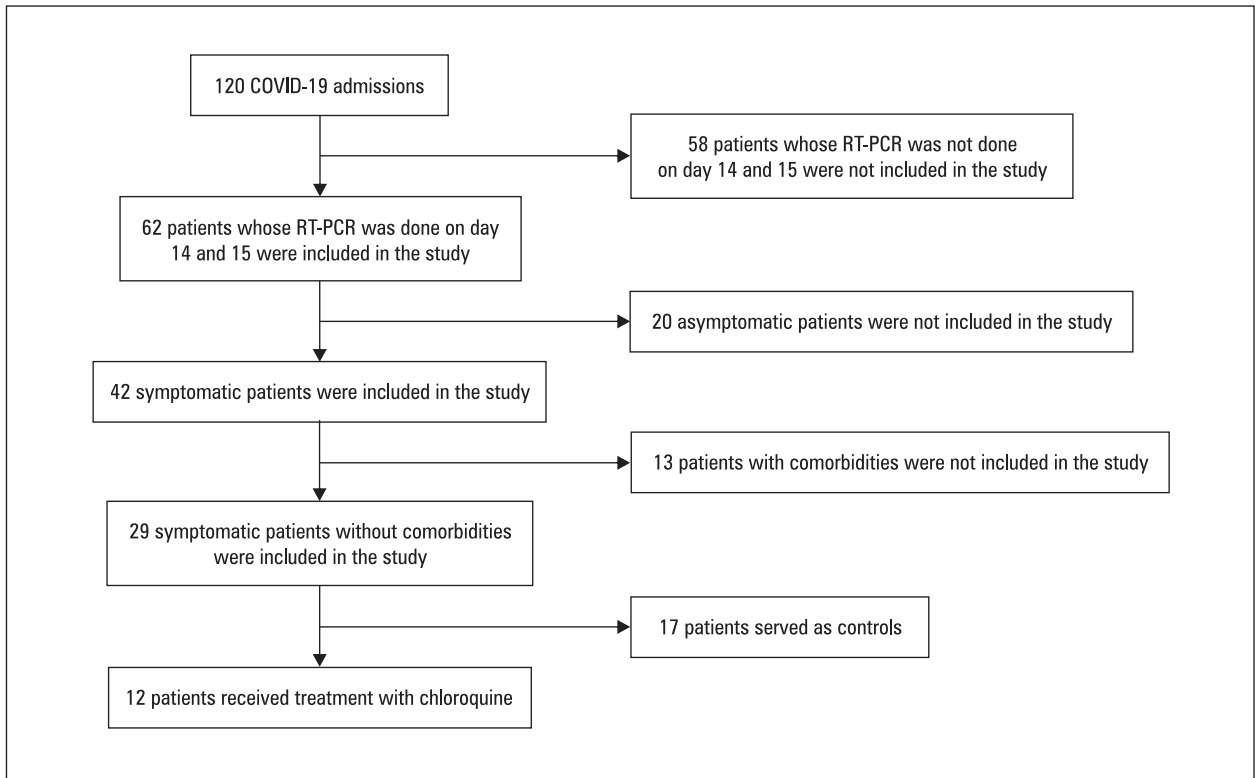 120 COVID-19 admissions
58 patients whose RT-PCR was not done
on day 14 and 15 were not included in the study
62 patients whose RT-PCR was done on day
14 and 15 were included in the study
20 asymptomatic patients were not included in the study
42 symptomatic patients were included in the study
13 patients with comorbidities were not included in the study
29 symptomatic patients without comorbidities
were included in the study
17 patients served as controls
12 patients received treatment with chloroquine